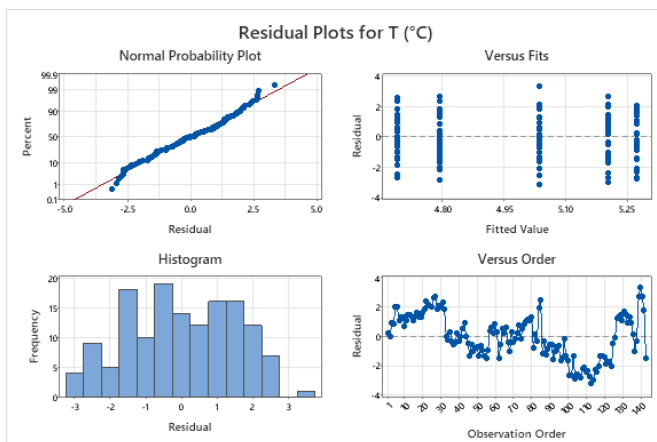 Residual Plots for T (°C)
Normal Probability Plot
99.9
99
90
50
10
1
0.1
Percent
-5.0 -2.5 0.0 2.5 5.0
Residual
Versus Fits
4
2
0
-2
-4
Residual
4.80 4.95 5.10 5.25
Fitted Value
Histogram
20
15
10
5
0
Frequency
-3 -2 -1 0 1 2 3
Residual
Versus Order
4
2
0
-2
-4
Residual
1 10 20 30 40 50 60 70 80 90 100 110 120 130 140
Observation Order